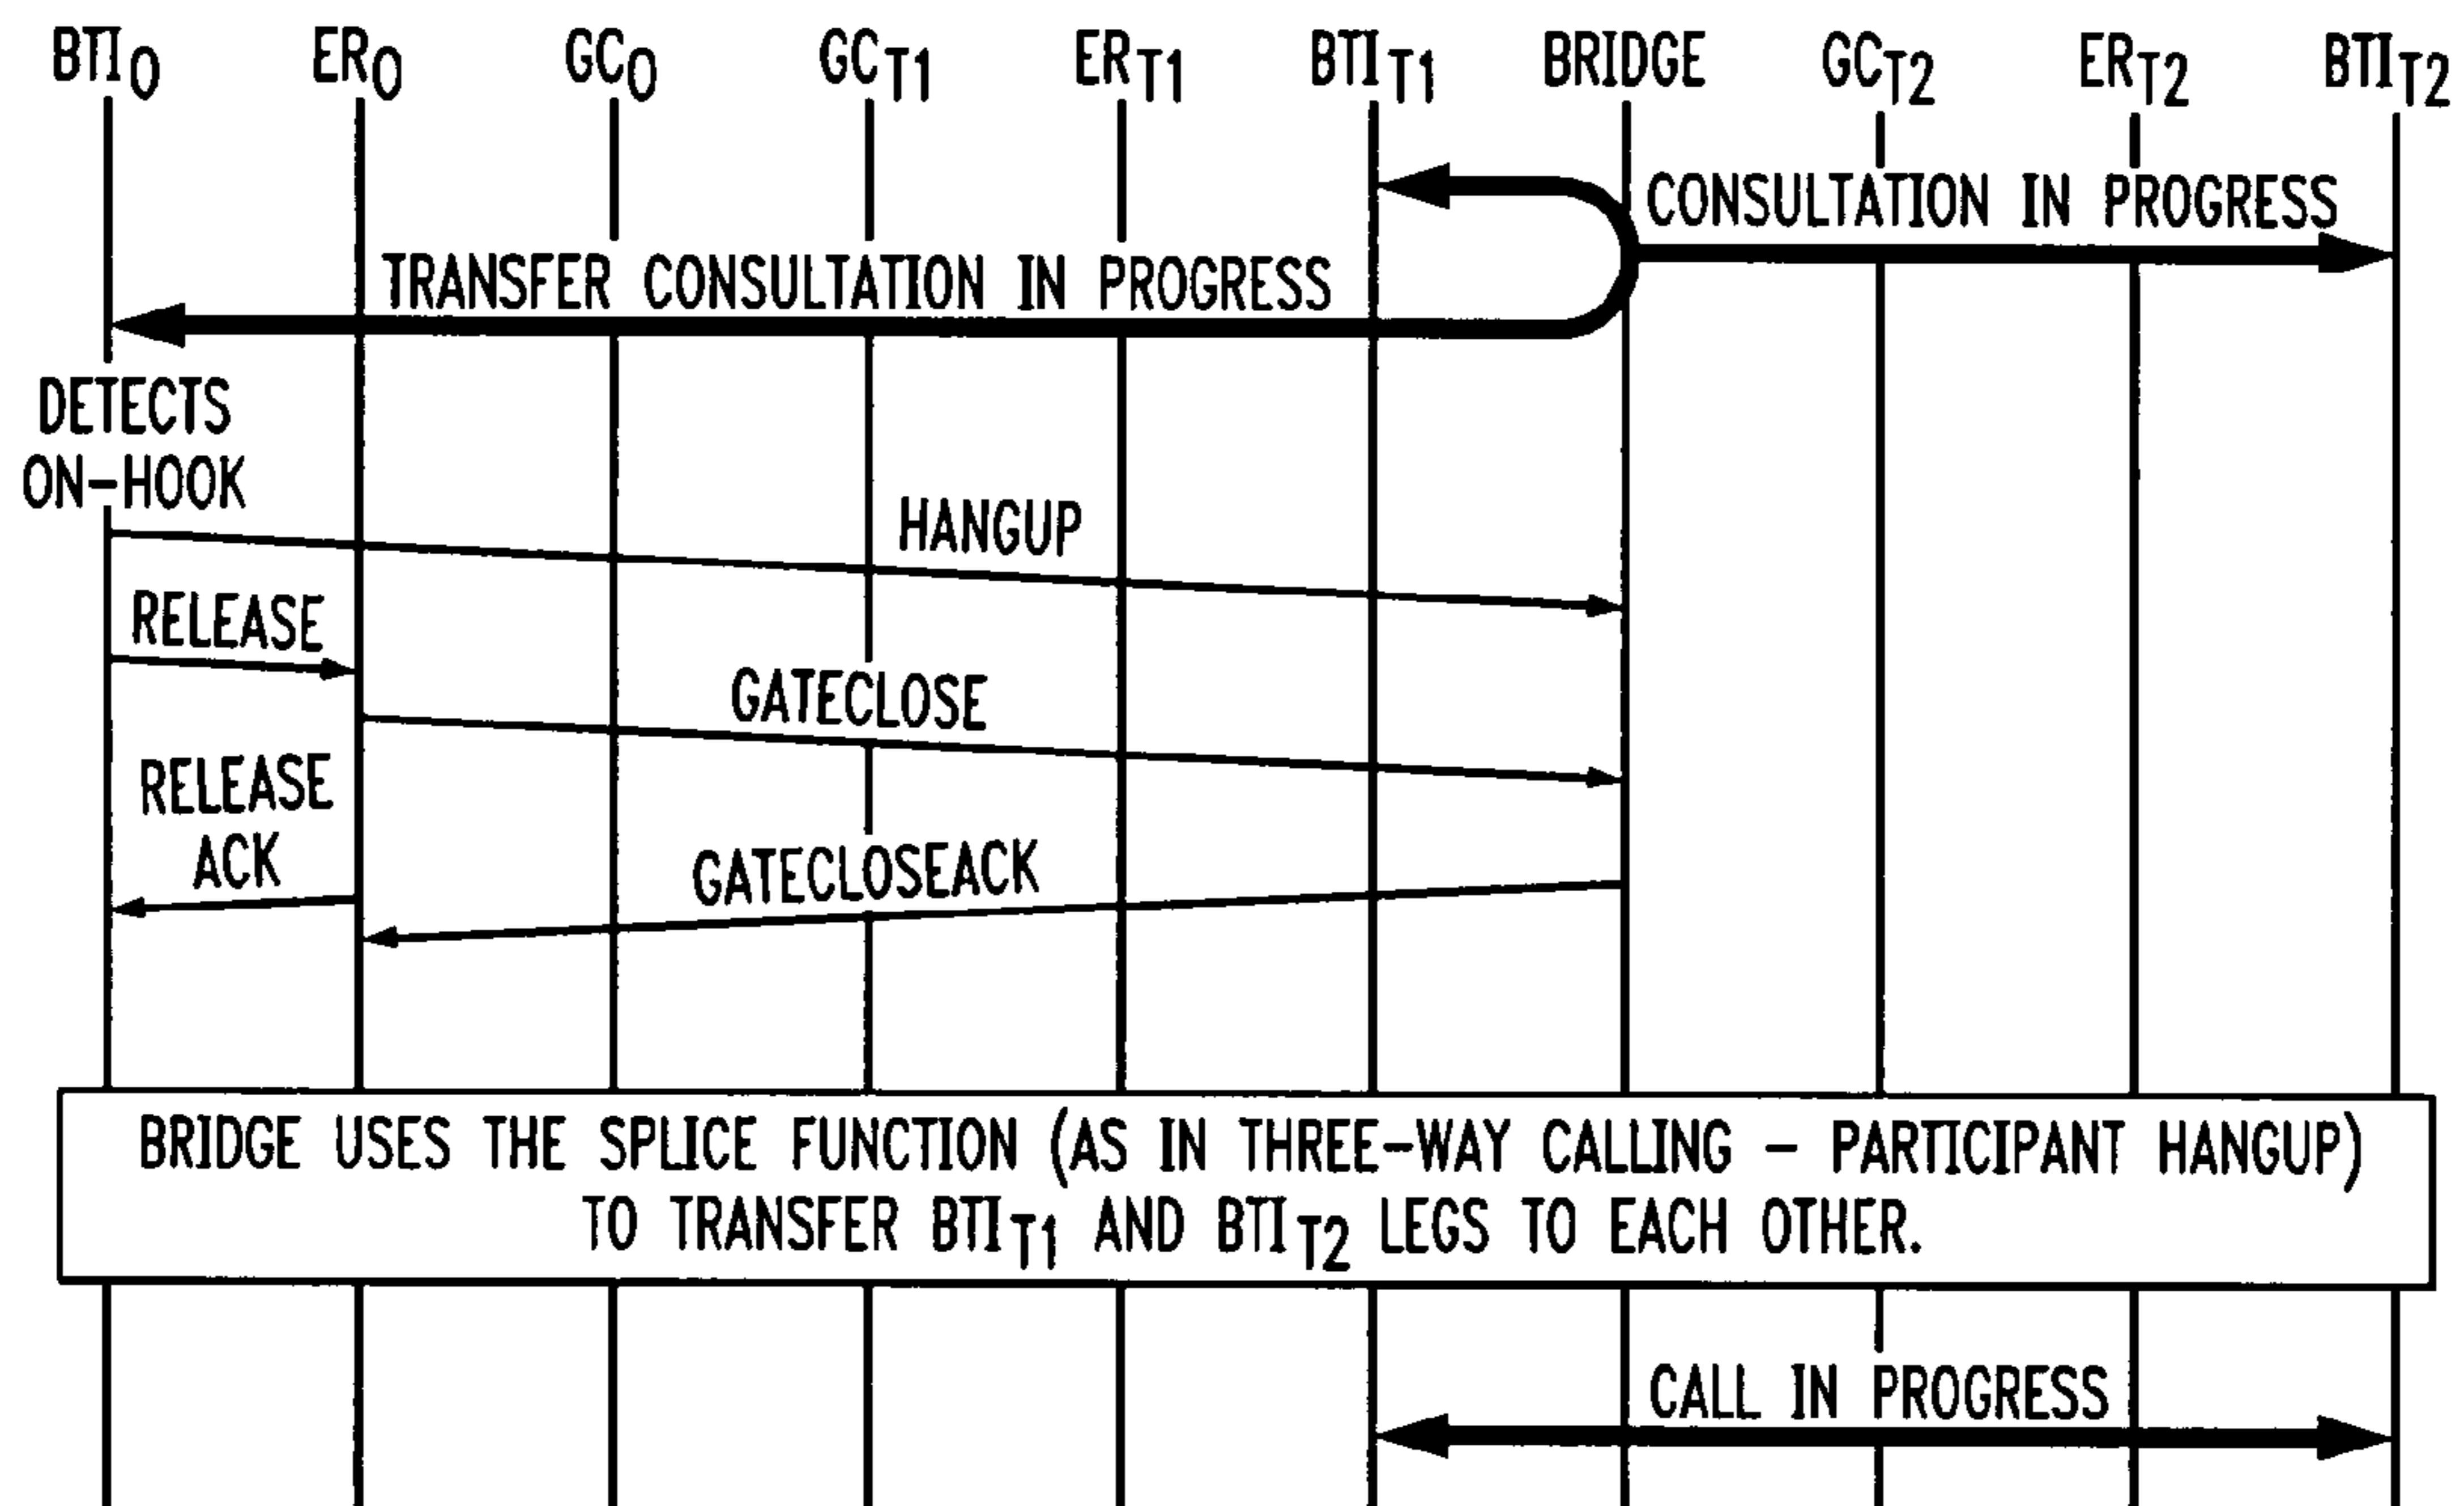 BTIO ERO GCO GCT1 ERT1 BTIT1 BRIDGE GCT2 ERT2 BTIT2
CONSULTATION IN PROGRESS
TRANSFER CONSULTATION IN PROGRESS
DETECTS
ON-HOOK
HANGUP
RELEASE
GATECLOSE
RELEASE
ACK
GATECLOSEACK
BRIDGE USES THE SPLICE FUNCTION (AS IN THREE-WAY CALLING - PARTICIPANT HANGUP)
TO TRANSFER BTIT1 AND BTIT2 LEGS TO EACH OTHER.
CALL IN PROGRESS